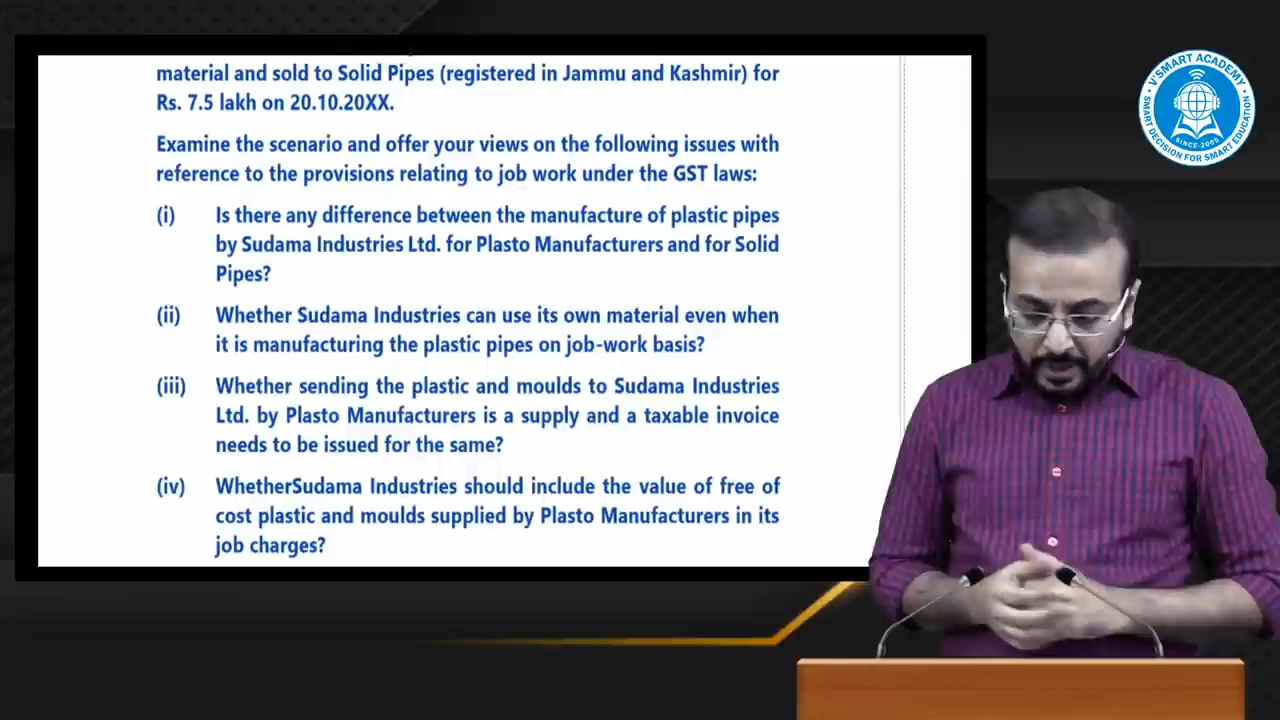 material and sold to Solid Pipes (registered in Jammu and Kashmir) for
Rs. 7.5 lakh on 20.10.20XX.
Examine the scenario and offer your views on the following issues with
reference to the provisions relating to job work under the GST laws:
(i) Is there any difference between the manufacture of plastic pipes
by Sudama Industries Ltd. for Plasto Manufacturers and for Solid
Pipes?
(ii) Whether Sudama Industries can use its own material even when
it is manufacturing the plastic pipes on job-work basis?
(iii) Whether sending the plastic and moulds to Sudama Industries
Ltd. by Plasto Manufacturers is a supply and a taxable invoice
needs to be issued for the same?
(iv) WhetherSudama Industries should include the value of free of
cost plastic and moulds supplied by Plasto Manufacturers in its
job charges?
V'SMART ACADEMY
SMART DECISION FOR SMART EDUCATION
SINCE-2005